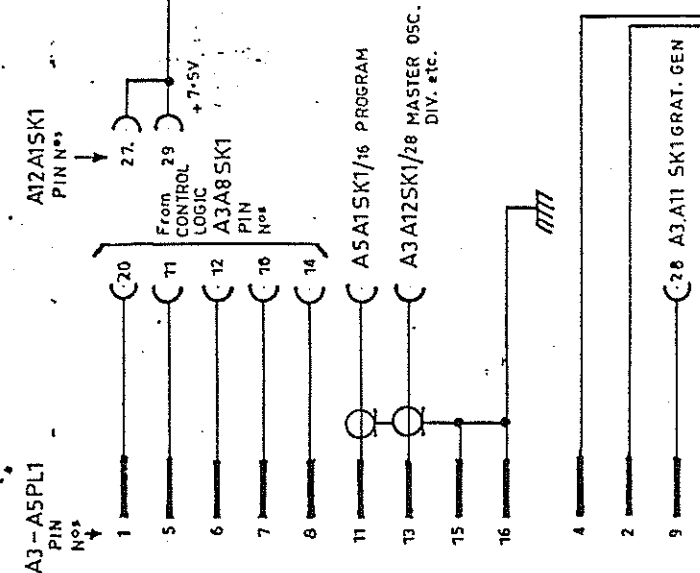 A12A1SK1
PIN Nos
27.
29
+7·5V
From
CONTROL
LOGIC
A3A8SK1
PIN
Nos
20
11
12
16
14
A5A1SK1/16 PROGRAM
A3A12SK1/28 MASTER OSC.
DIV. etc.
28 A3.A11 SK1 GRAT. GEN
A3-A5PL1
PIN
Nos
1
5
6
7
8
11
13
15
16
4
2
9